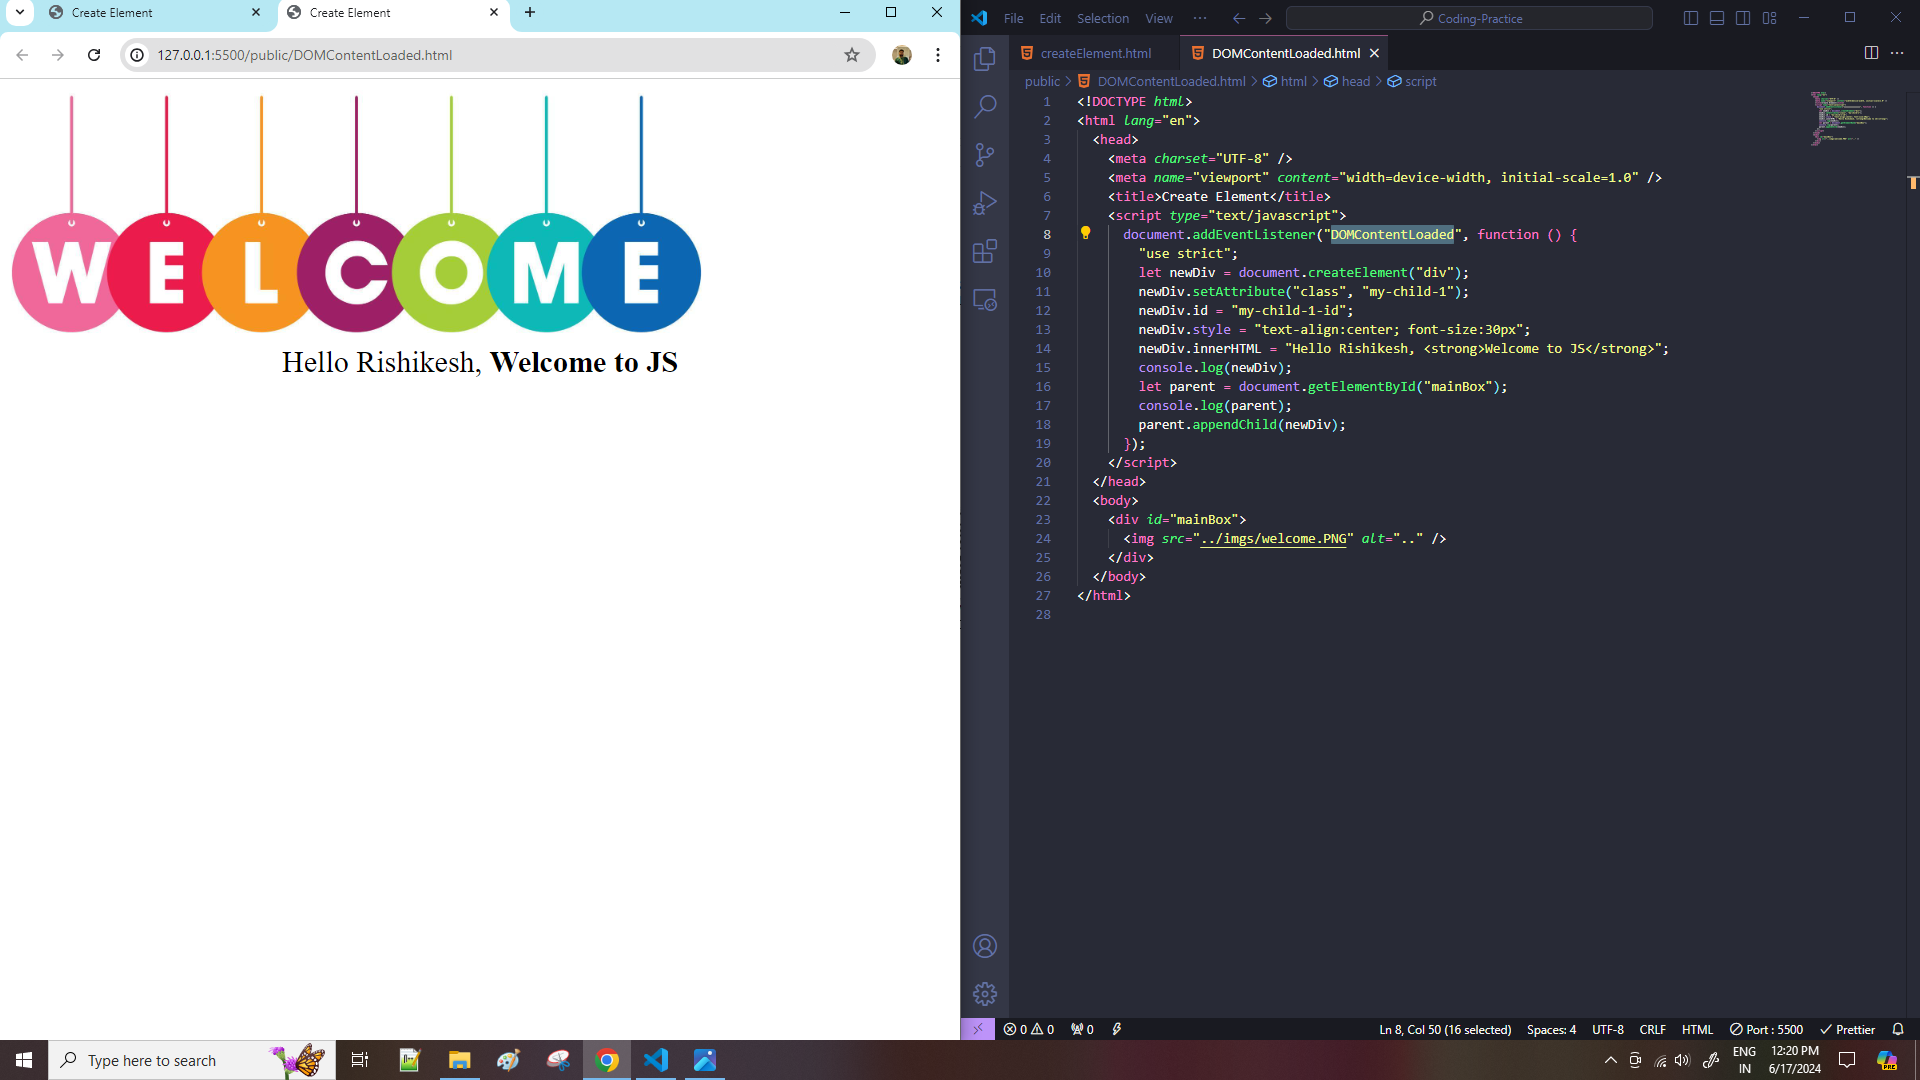 Create Element
Create Element
127.0.0.1:5500/public/DOMContentLoaded.html
WELCOME
Hello Rishikesh, Welcome to JS
File Edit Selection View ···
Coding-Practice
createElement.html
DOMContentLoaded.html
public > DOMContentLoaded.html > html > head > script
1 <!DOCTYPE html>
2 <html lang="en">
3 <head>
4 <meta charset="UTF-8" />
5 <meta name="viewport" content="width=device-width, initial-scale=1.0" />
6 <title>Create Element</title>
7 <script type="text/javascript">
8 document.addEventListener("DOMContentLoaded", function () {
9 "use strict";
10 let newDiv = document.createElement("div");
11 newDiv.setAttribute("class", "my-child-1");
12 newDiv.id = "my-child-1-id";
13 newDiv.style = "text-align:center; font-size:30px";
14 newDiv.innerHTML = "Hello Rishikesh, <strong>Welcome to JS</strong>";
15 console.log(newDiv);
16 let parent = document.getElementById("mainBox");
17 console.log(parent);
18 parent.appendChild(newDiv);
19 });
20 </script>
21 </head>
22 <body>
23 <div id="mainBox">
24 <img src="../imgs/welcome.PNG" alt=".." />
25 </div>
26 </body>
27 </html>
28
0 0 0
Ln 8, Col 50 (16 selected) Spaces: 4 UTF-8 CRLF HTML Port : 5500 Prettier
Type here to search
ENG
IN
12:20 PM
6/17/2024